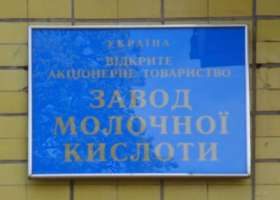 УКРАЇНА
ВІДКРИТЕ
АКЦІОНЕРНЕ ТОВАРИСТВО
ЗАВОД
МОЛОЧНОЇ
КИСЛОТИ